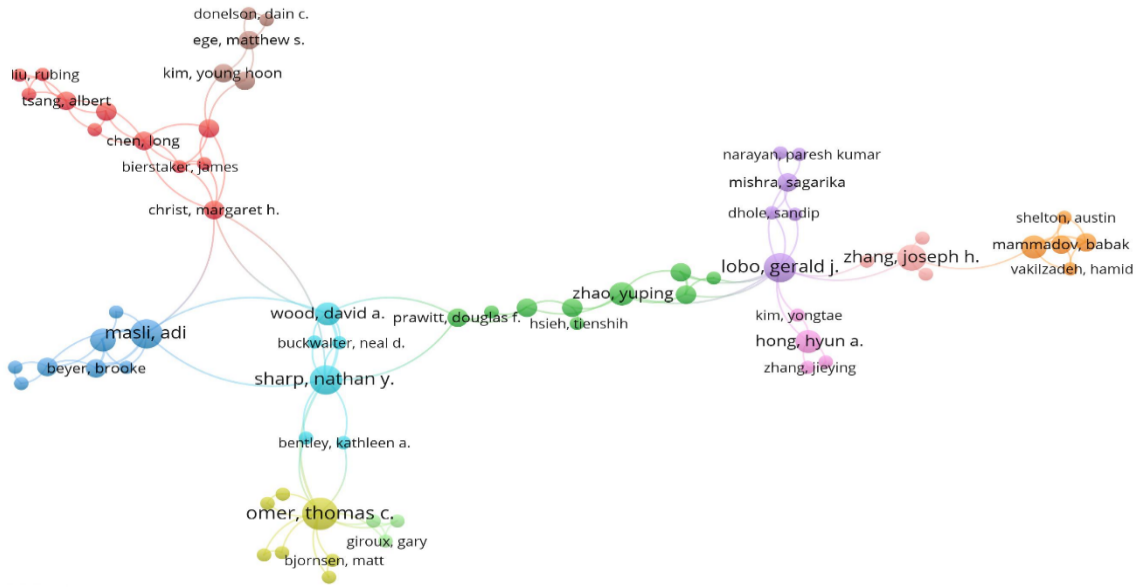 donelson, dain c.
ege, matthew s.
kim, young hoon
liu, rubing
tsang, albert
chen, long
bierstaker, james
christ, margaret h.
narayan, paresh kumar
mishra, sagarika
dhole, sandip
shelton, austin
mammadov, babak
vakilzadeh, hamid
zhang, joseph h.
lobo, gerald j.
zhao, yuping
hsieh, tienshih
prawitt, douglas f.
wood, david a.
buckwalter, neal d.
sharp, nathan y.
masli, adi
beyer, brooke
kim, yongtae
hong, hyun a.
zhang, jieying
bentley, kathleen a.
omer, thomas c.
giroux, gary
bjornsen, matt